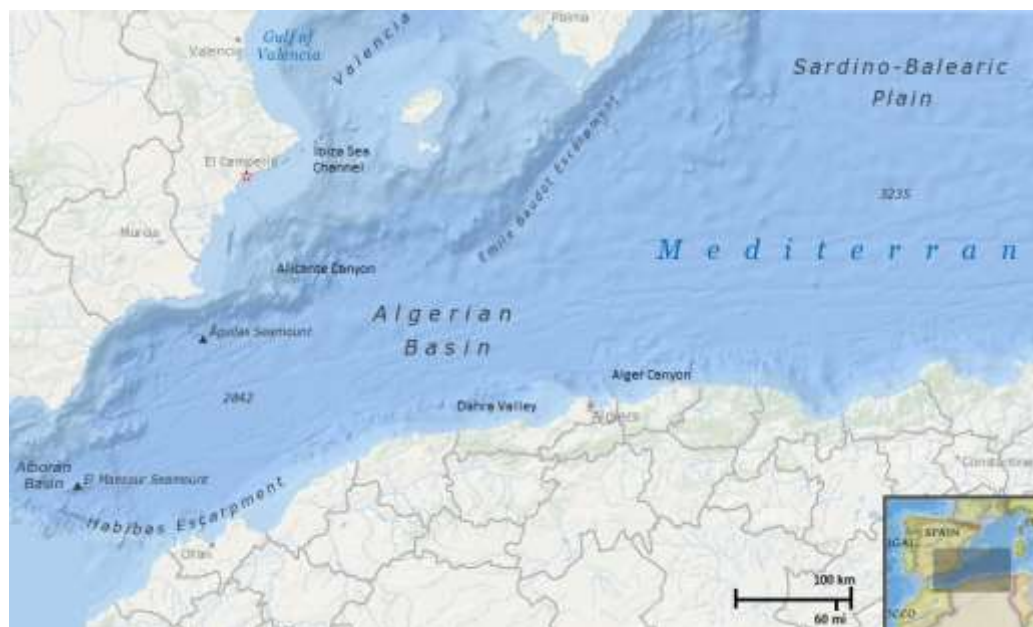 Palma
Gulf of
Valencia
Valencia
Valencia
Sardino-Balearic
Plain
Ibiza Sea
Channel
El Campello
Emile Baudot Escarpment
3235
Murcia
Mediterran
Alicante Canyon
Algerian
Basin
Águilas Seamount
Alger Canyon
2842
Dahra Valley
Algiers
Alboran
Basin
El Mansour Seamount
Constantine
Habibas Escarpment
Oran
SPAIN
100 km
60 mi